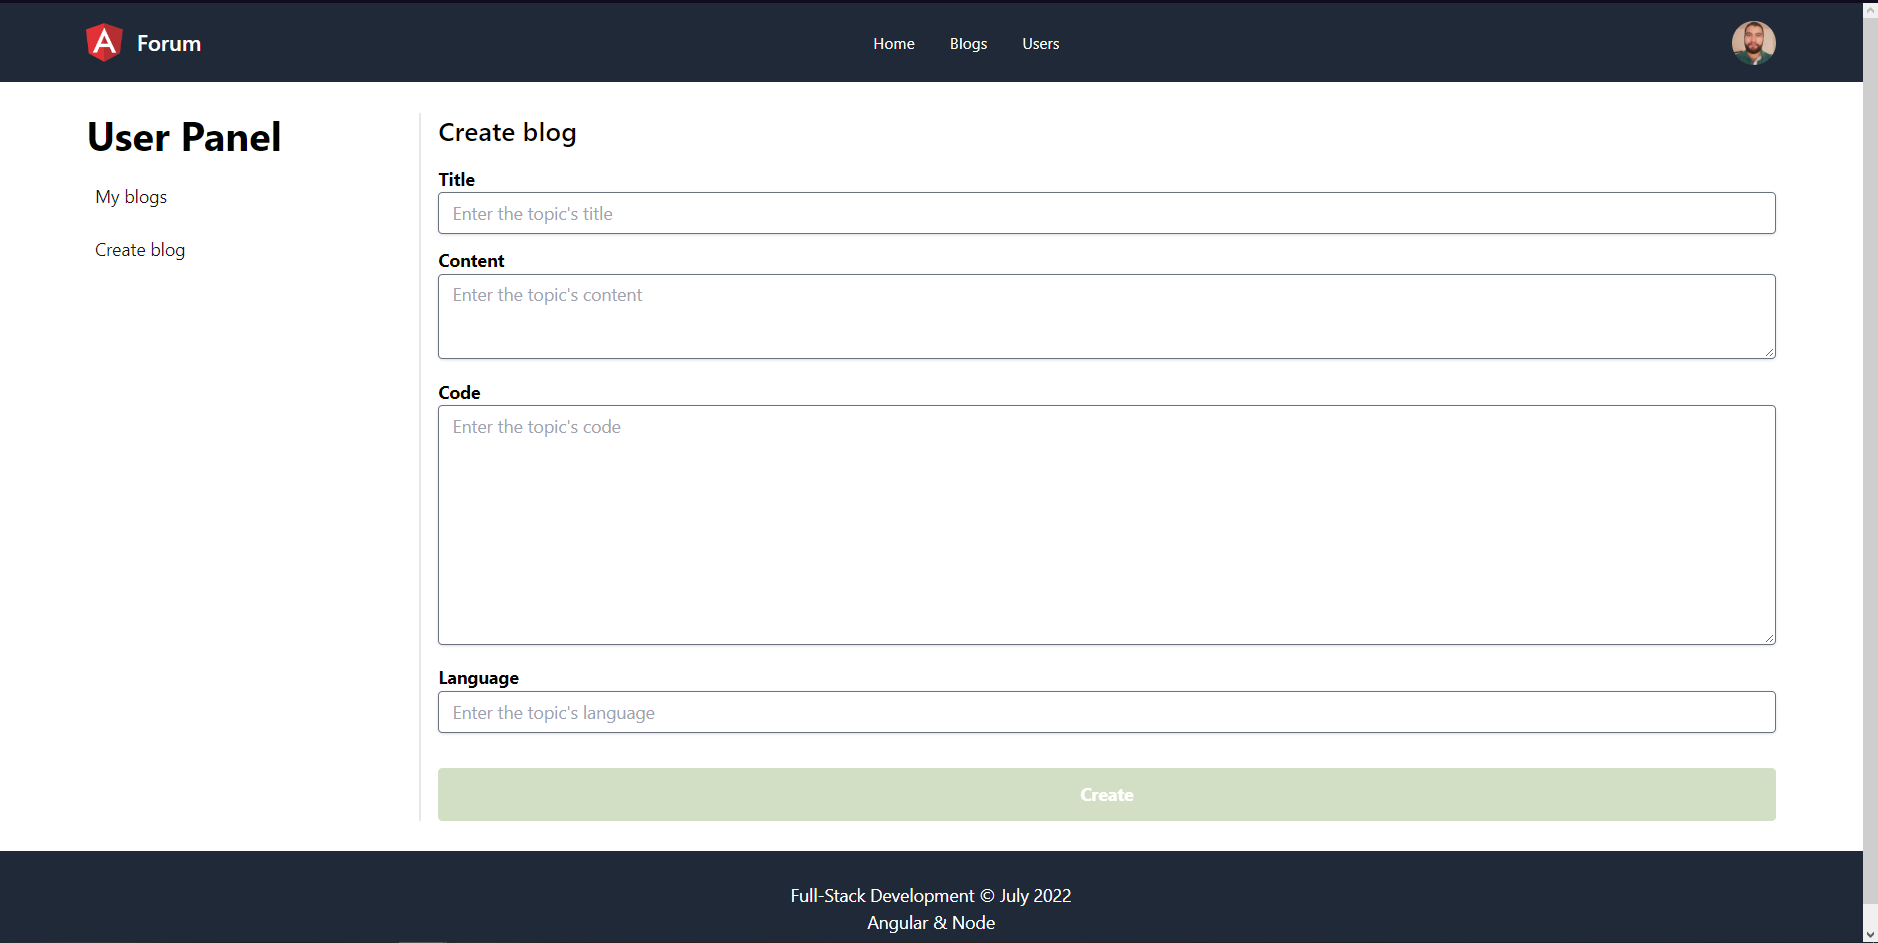 Forum
Home Blogs Users
User Panel
My blogs
Create blog
Create blog
Title
Enter the topic's title
Content
Enter the topic's content
Code
Enter the topic's code
Language
Enter the topic's language
Create
Full-Stack Development © July 2022
Angular & Node